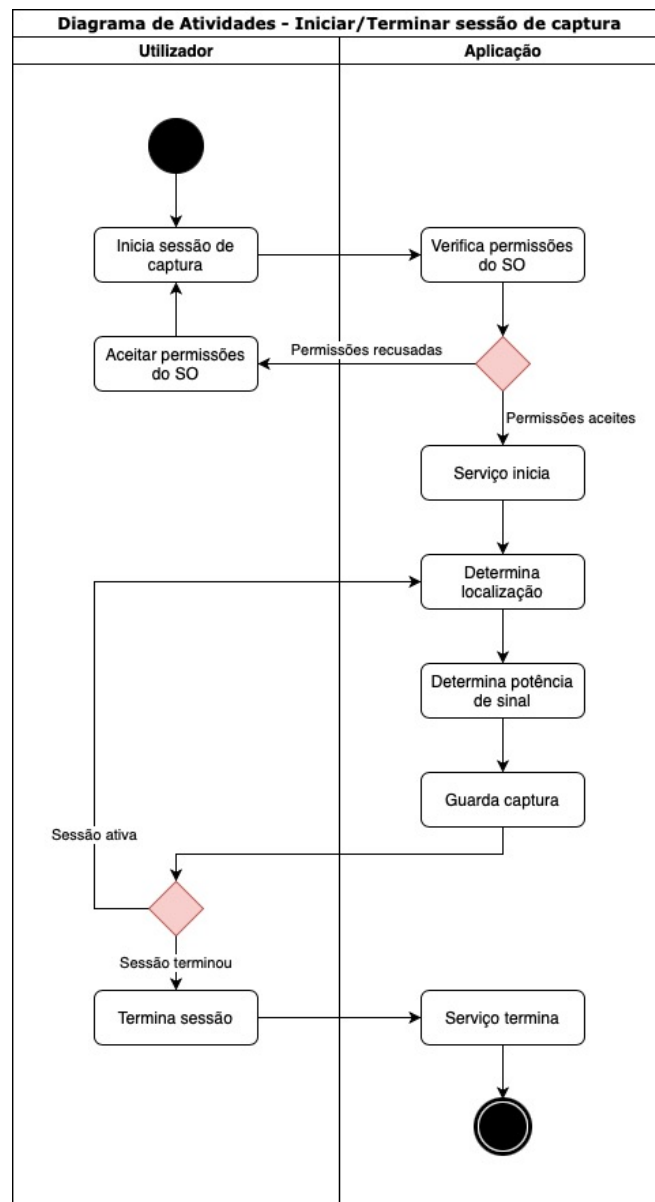 Diagrama de Atividades - Iniciar/Terminar sessão de captura
Utilizador
Aplicação
Inicia sessão de
captura
Verifica permissões
do SO
Aceitar permissões
do SO
Permissões recusadas
Permissões aceites
Serviço inicia
Determina
localização
Determina potência
de sinal
Guarda captura
Sessão ativa
Sessão terminou
Termina sessão
Serviço termina